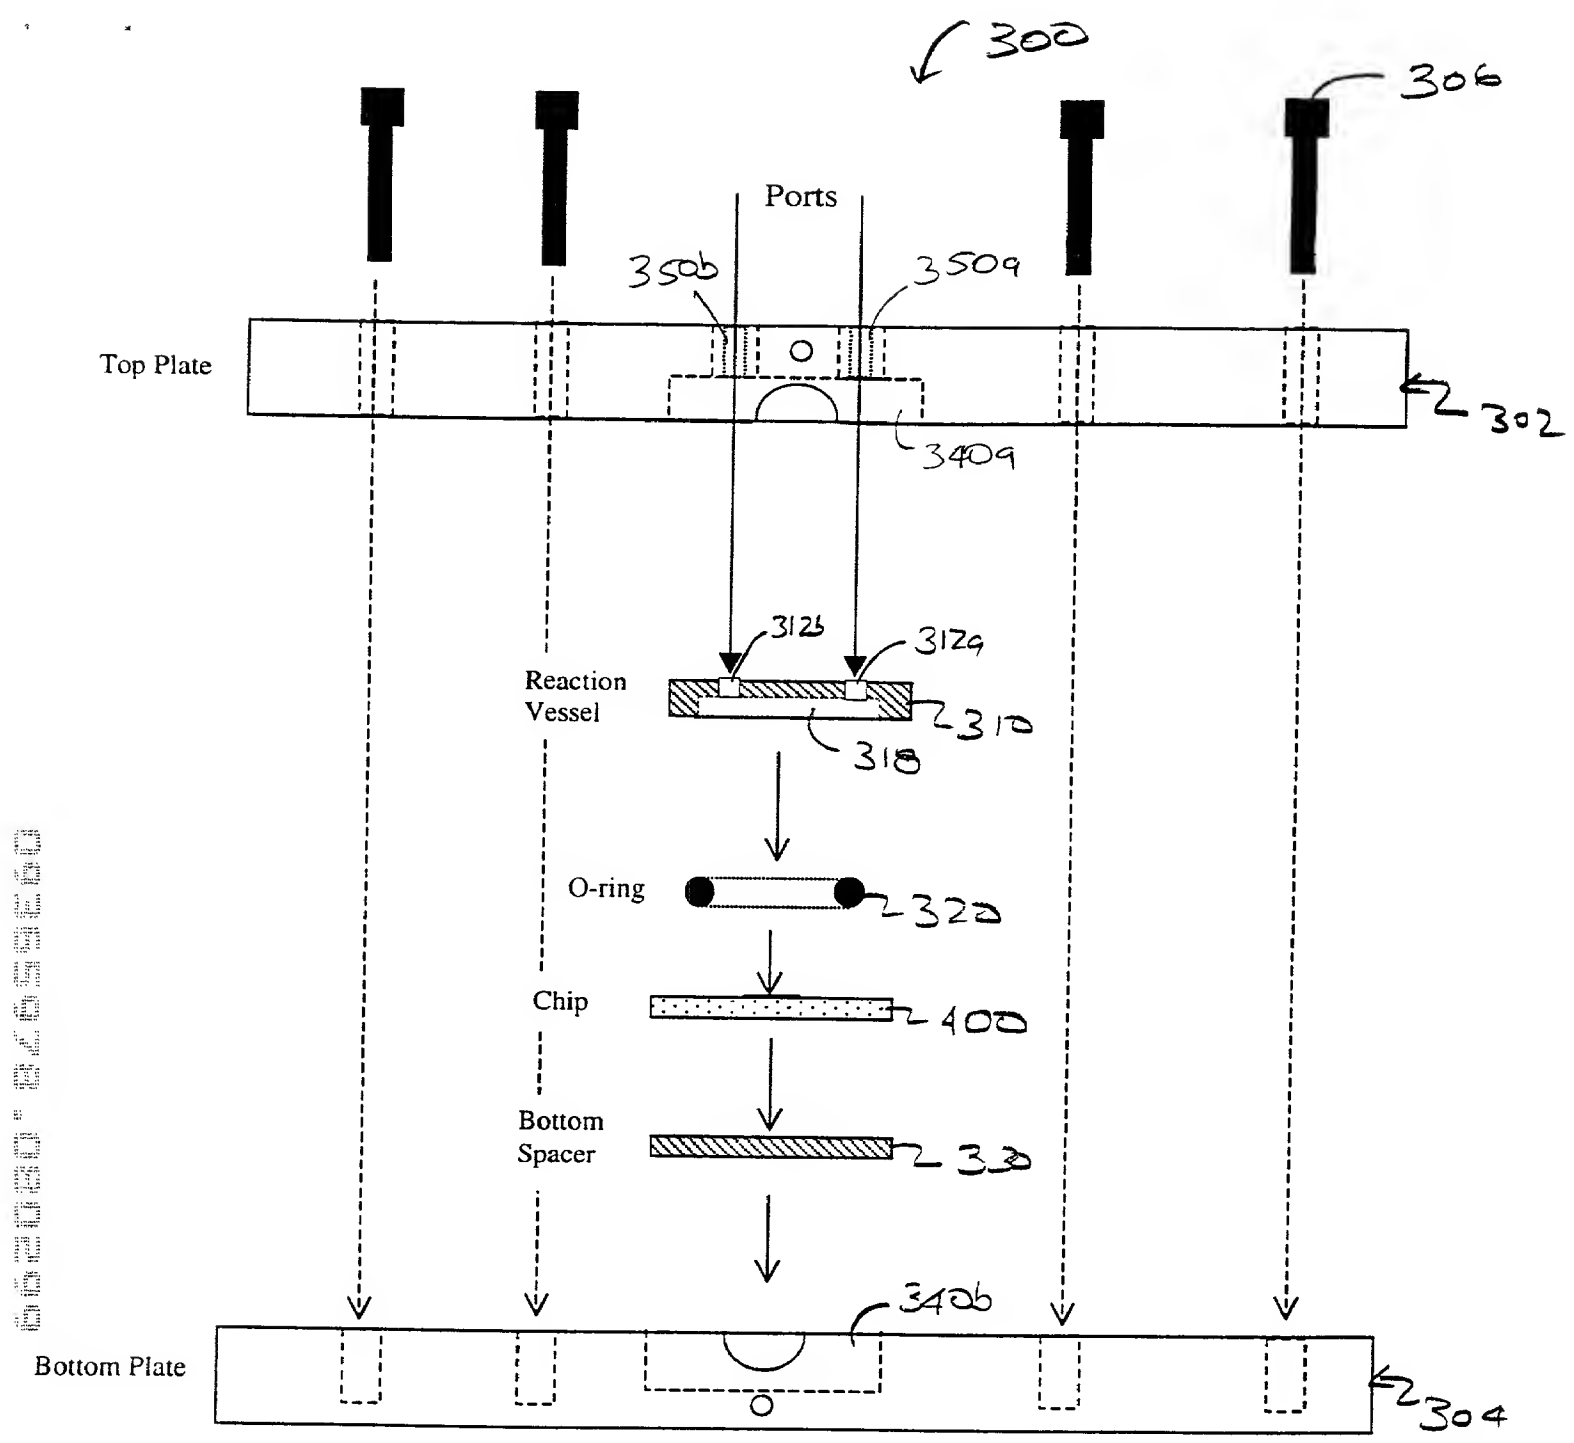 300
306
Ports
350b
350a
Top Plate
302
340a
312b
312a
Reaction
Vessel
310
318
O-ring
320
Chip
400
Bottom
Spacer
330
340b
Bottom Plate
304